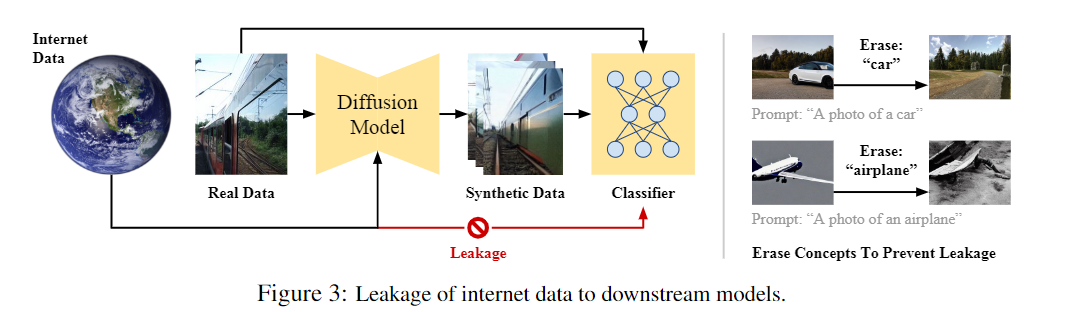 Internet
Data
Diffusion
Model
Real Data
Synthetic Data
Classifier
Leakage
Erase:
“car”
Prompt: “A photo of a car”
Erase:
“airplane”
Prompt: “A photo of an airplane”
Erase Concepts To Prevent Leakage
Figure 3: Leakage of internet data to downstream models.